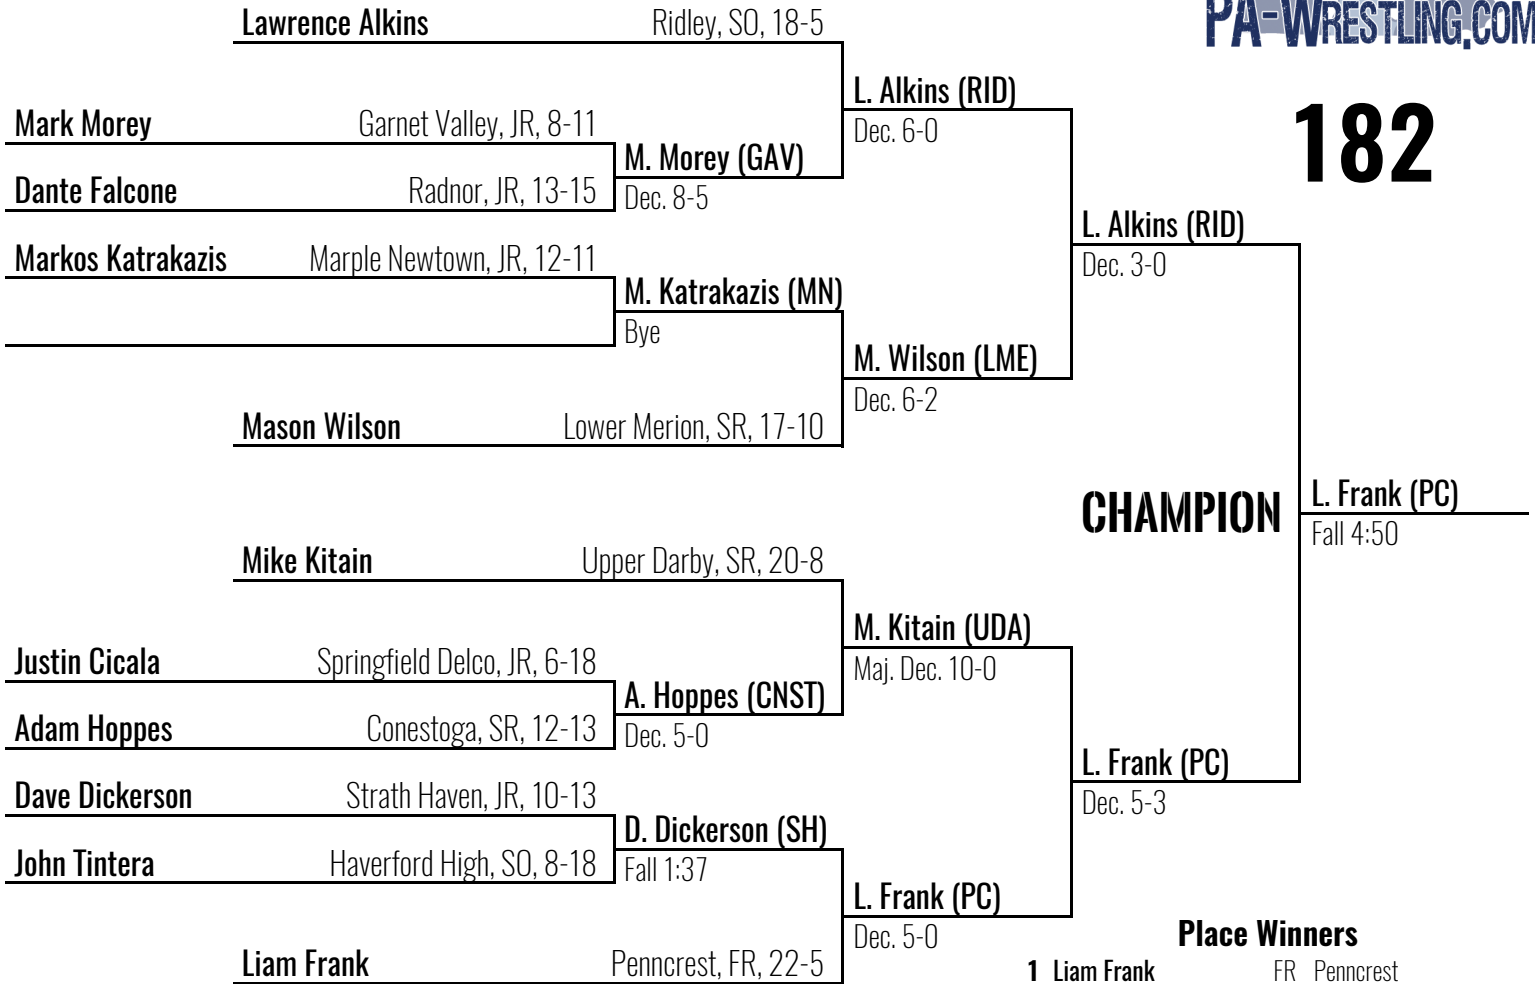 PA-WRESTLING.COM
182
Lawrence Alkins Ridley, SO, 18-5
L. Alkins (RID)
Dec. 6-0
Mark Morey Garnet Valley, JR, 8-11
M. Morey (GAV)
Dec. 8-5
Dante Falcone Radnor, JR, 13-15
L. Alkins (RID)
Dec. 3-0
Markos Katrakazis Marple Newtown, JR, 12-11
M. Katrakazis (MN)
Bye
M. Wilson (LME)
Dec. 6-2
Mason Wilson Lower Merion, SR, 17-10
CHAMPION
L. Frank (PC)
Fall 4:50
Mike Kitain Upper Darby, SR, 20-8
M. Kitain (UDA)
Maj. Dec. 10-0
Justin Cicala Springfield Delco, JR, 6-18
A. Hoppes (CNST)
Dec. 5-0
Adam Hoppes Conestoga, SR, 12-13
L. Frank (PC)
Dec. 5-3
Dave Dickerson Strath Haven, JR, 10-13
D. Dickerson (SH)
Fall 1:37
John Tintera Haverford High, SO, 8-18
L. Frank (PC)
Dec. 5-0
Liam Frank Penncrest, FR, 22-5
Place Winners
1 Liam Frank FR Penncrest